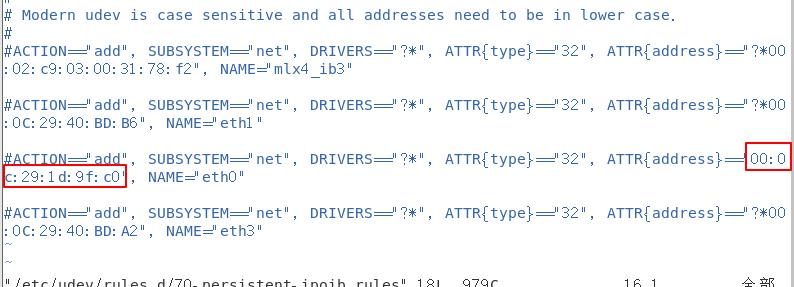 #
# Modern udev is case sensitive and all addresses need to be in lower case.
#
#ACTION=="add", SUBSYSTEM=="net", DRIVERS=="?*", ATTR{type}=="32", ATTR{address}=="?*00
:02:c9:03:00:31:78:f2", NAME="mlx4_ib3"
#ACTION=="add", SUBSYSTEM=="net", DRIVERS=="?*", ATTR{type}=="32", ATTR{address}=="?*00
:0C:29:40:BD:B6", NAME="eth1"
#ACTION=="add", SUBSYSTEM=="net", DRIVERS=="?*", ATTR{type}=="32", ATTR{address}=="00:0
c:29:1d:9f:c0", NAME="eth0"
#ACTION=="add", SUBSYSTEM=="net", DRIVERS=="?*", ATTR{type}=="32", ATTR{address}=="?*00
:0C:29:40:BD:A2", NAME="eth3"
~
~
"/etc/udev/rules.d/70-persistent-ipoib.rules" 18L, 979C 16,1 全部